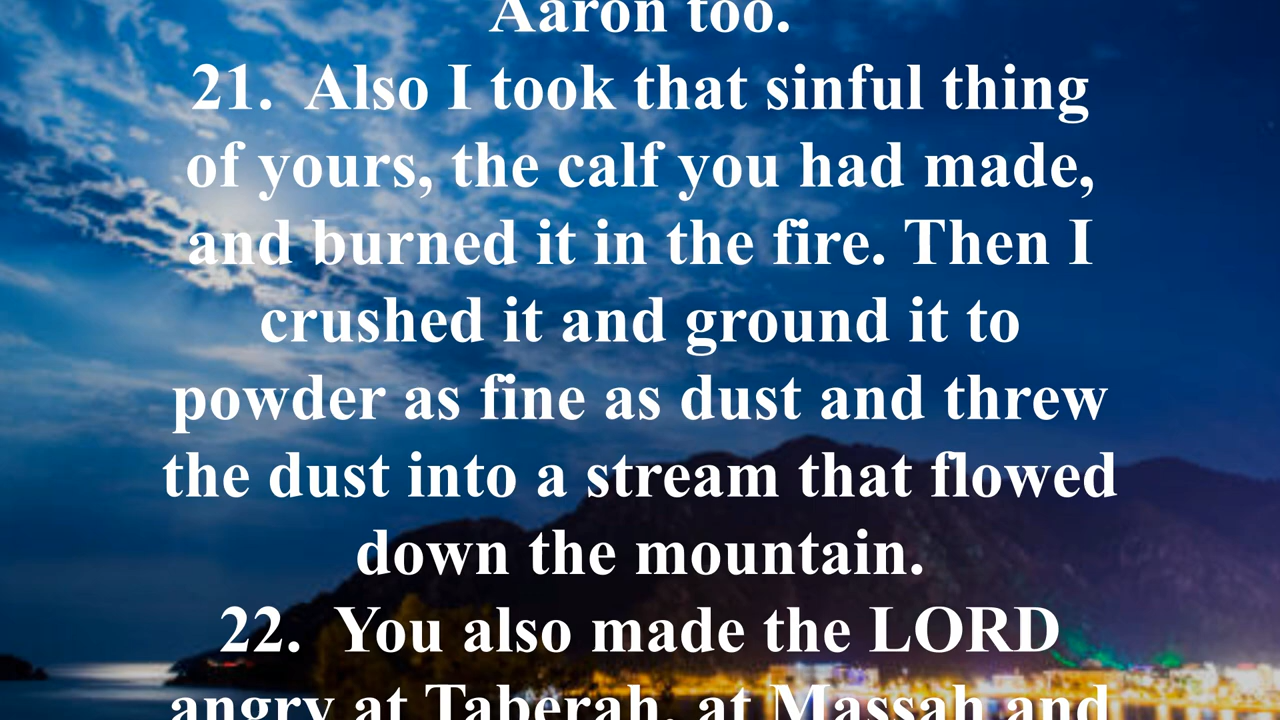 Aaron too.
21. Also I took that sinful thing
of yours, the calf you had made,
and burned it in the fire. Then I
crushed it and ground it to
powder as fine as dust and threw
the dust into a stream that flowed
down the mountain.
22. You also made the LORD
angry at Taberah, at Massah and